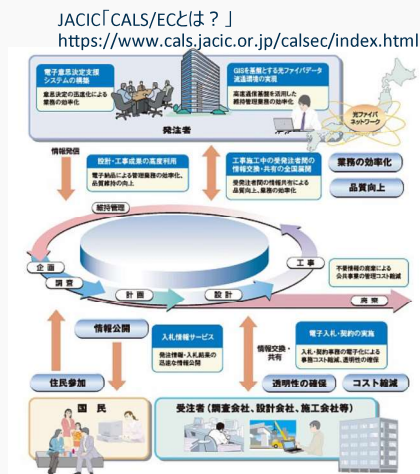 JACIC「CALS/ECとは？」
https://www.cals.jacic.or.jp/calsec/index.html
電子意思決定支援
システムの構築
意思決定の迅速化による
業務の効率化
GISを基盤とする光ファイバデータ
流通環境の実現
高速通信基盤を活用した
維持管理業務の効率化
発注者
光ファイバ
ネットワーク
情報発信
設計・工事成果の高度利用
電子納品による管理業務の効率化、
品質維持の向上
工事施工中の受発注者間の
情報交換・共有の全国展開
受発注者間の情報共有による
品質向上、業務の効率化
業務の効率化
品質向上
維持管理
企画
調査
計画
設計
工事
不要情報の廃棄による
公共事業の管理コスト縮減
廃棄
情報公開
入札情報サービス
発注情報・入札結果の
迅速な情報公開
情報交換・
共有
電子入札・契約の実施
入札・契約事務の電子化による
事務コスト縮減、透明性の確保
住民参加
透明性の確保
コスト縮減
国民
受注者（調査会社、設計会社、施工会社等）